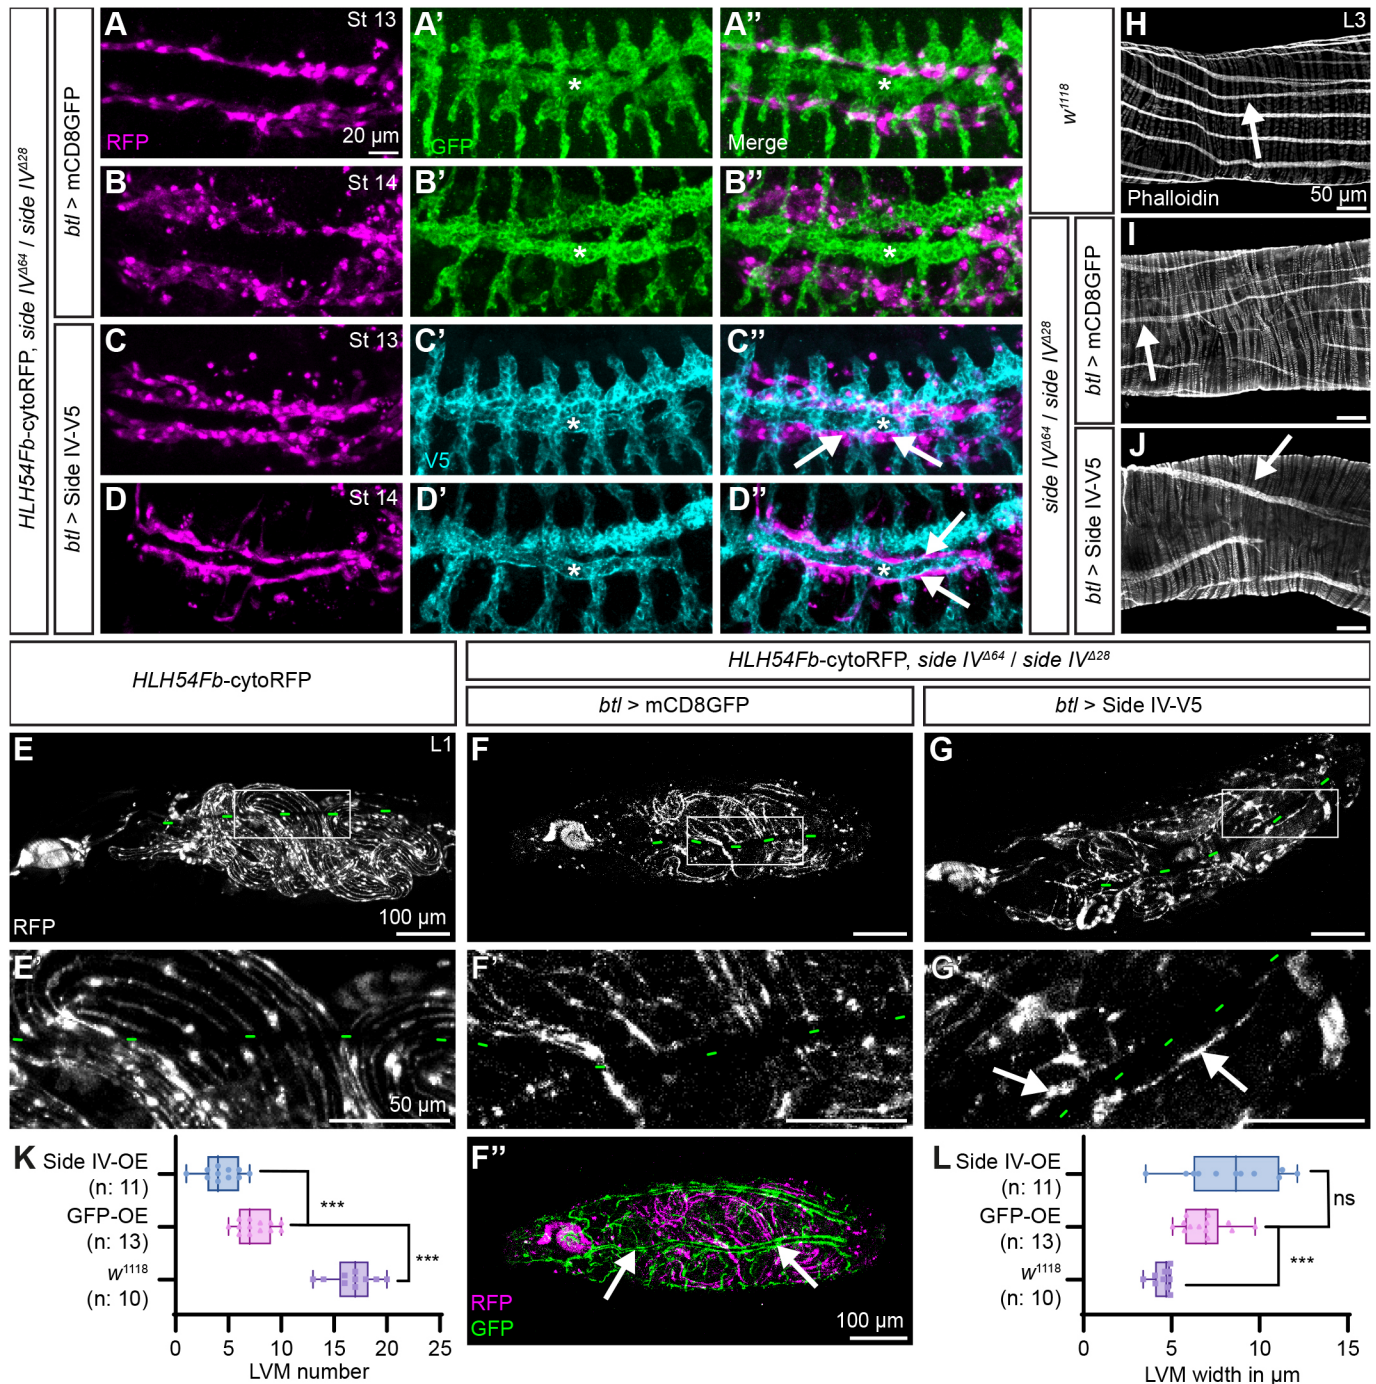 HLH54Fb-cytoRFP, side IVΔ64 / side IVΔ28
btl > mCD8GFP
btl > Side IV-V5
A
St 13
RFP
20 µm
A'
GFP
*
A''
*
Merge
B
St 14
B'
*
B''
*
C
St 13
C'
*
V5
C''
*
D
St 14
D'
*
D''
*
w1118
side IVΔ64 / side IVΔ28
btl > mCD8GFP
btl > Side IV-V5
H
L3
Phalloidin
50 µm
I
J
HLH54Fb-cytoRFP
HLH54Fb-cytoRFP, side IVΔ64 / side IVΔ28
btl > mCD8GFP
btl > Side IV-V5
E
L1
RFP
100 µm
F
G
E'
50 µm
F'
G'
K
Side IV-OE
(n: 11)
GFP-OE
(n: 13)
w1118
(n: 10)
***
***
0 5 10 15 20 25
LVM number
F''
RFP
GFP
100 µm
L
Side IV-OE
(n: 11)
GFP-OE
(n: 13)
w1118
(n: 10)
ns
***
0 5 10 15
LVM width in µm